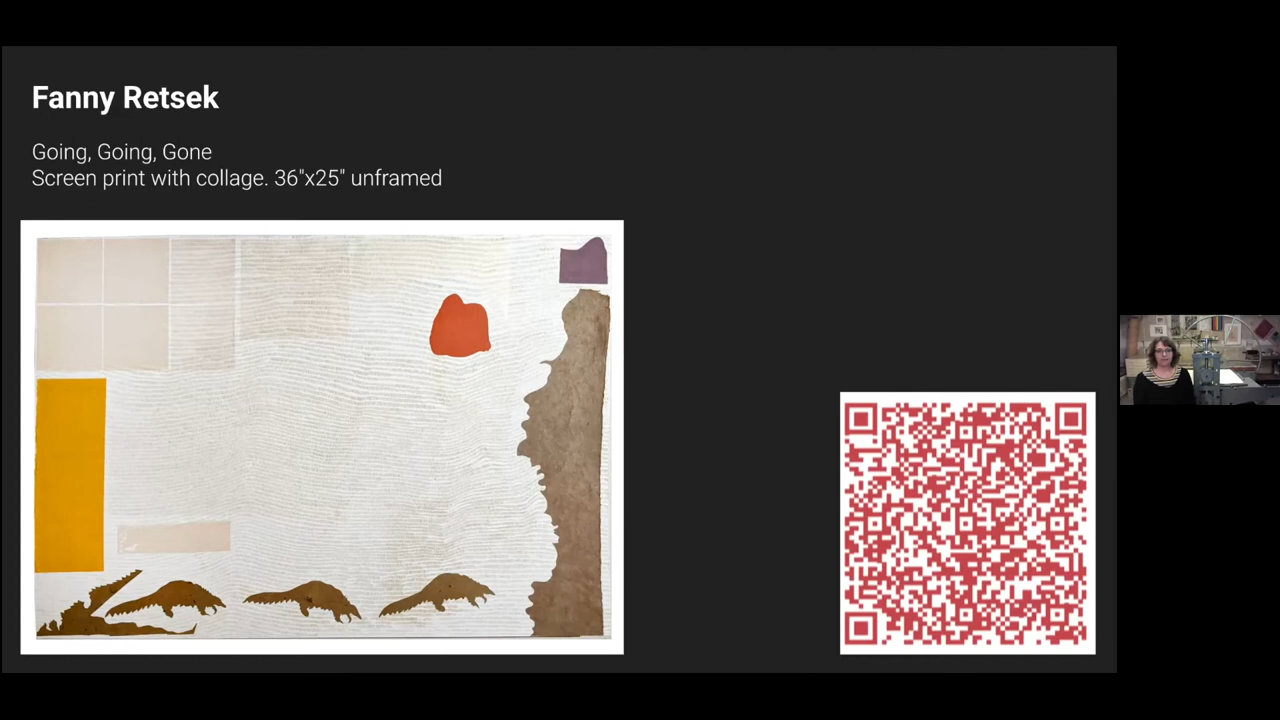 Fanny Retsek
Going, Going, Gone
Screen print with collage. 36"x25" unframed